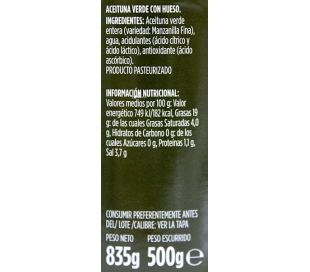 ACEITUNA VERDE CON HUESO.
INGREDIENTES: Aceituna verde
entera (variedad: Manzanilla Fina),
agua, acidulantes (ácido cítrico y
ácido láctico), antioxidante (ácido
ascórbico).
PRODUCTO PASTEURIZADO
INFORMACIÓN NUTRICIONAL:
Valores medios por 100 g: Valor
energético 749 kJ/182 kcal, Grasas 19
g: de las cuales Grasas Saturadas 4,0
g, Hidratos de Carbono 0 g: de los
cuales Azúcares 0 g, Proteínas 1,1 g,
Sal 3,7 g
CONSUMIR PREFERENTEMENTE ANTES
DEL/ LOTE /CALIBRE: VER LA TAPA
PESO NETO PESO ESCURRIDO
835g 500g e